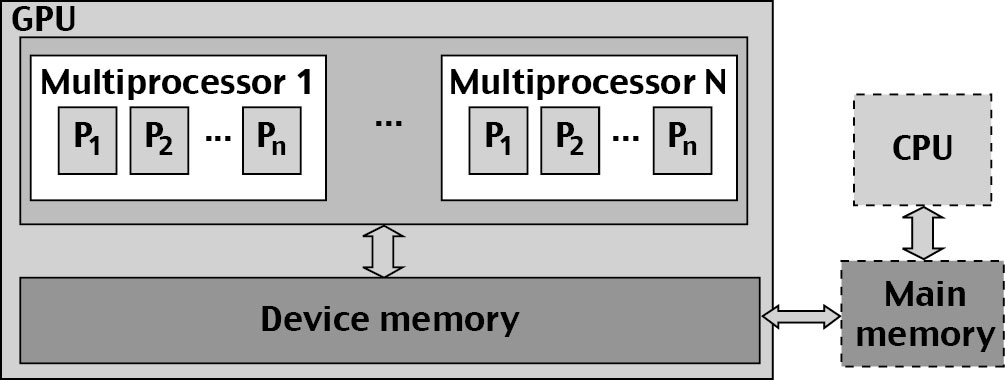 GPU
Multiprocessor 1
P1 P2 ... Pn
...
Multiprocessor N
P1 P2 ... Pn
CPU
Device memory
Main
memory